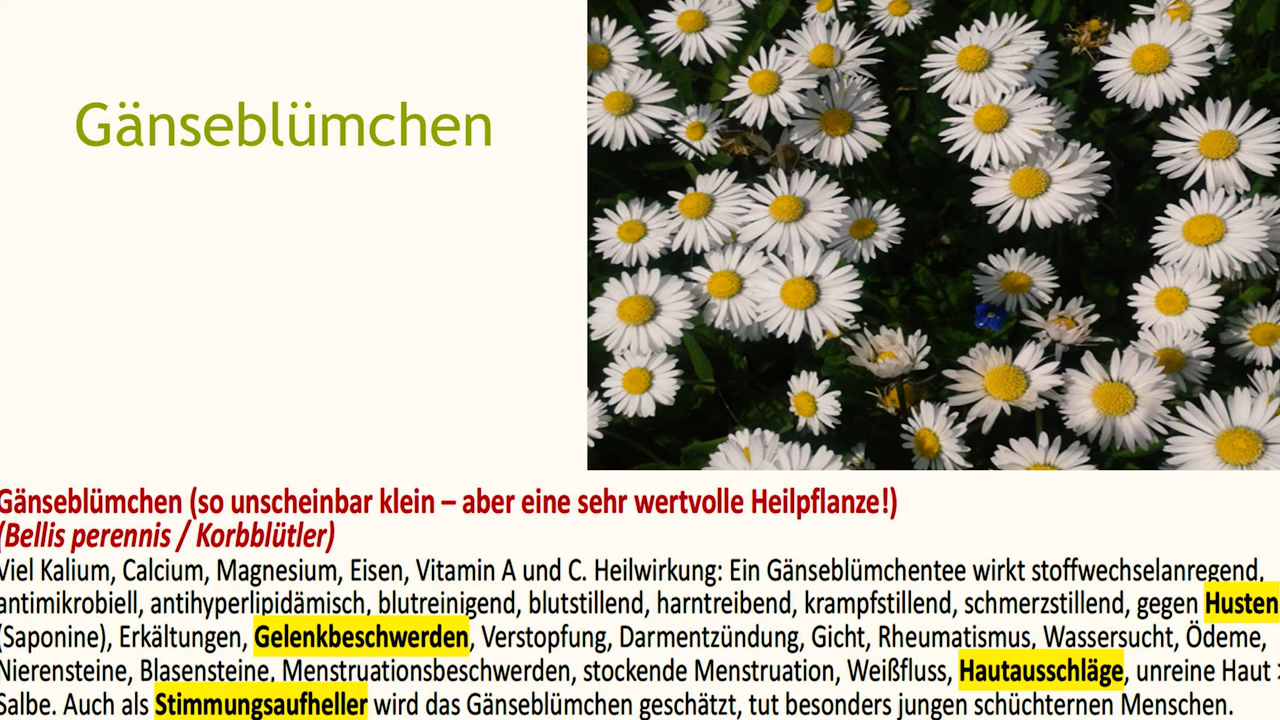 Gänseblümchen
Gänseblümchen (so unscheinbar klein – aber eine sehr wertvolle Heilpflanze!)
(Bellis perennis / Korbblütler)
Viel Kalium, Calcium, Magnesium, Eisen, Vitamin A und C. Heilwirkung: Ein Gänseblümchentee wirkt stoffwechselanregend,
antimikrobiell, antihyperlipidämisch, blutreinigend, blutstillend, harntreibend, krampfstillend, schmerzstillend, gegen Husten
(Saponine), Erkältungen, Gelenkbeschwerden, Verstopfung, Darmentzündung, Gicht, Rheumatismus, Wassersucht, Ödeme,
Nierensteine, Blasensteine, Menstruationsbeschwerden, stockende Menstruation, Weißfluss, Hautausschläge, unreine Haut >
Salbe. Auch als Stimmungsaufheller wird das Gänseblümchen geschätzt, tut besonders jungen schüchternen Menschen.